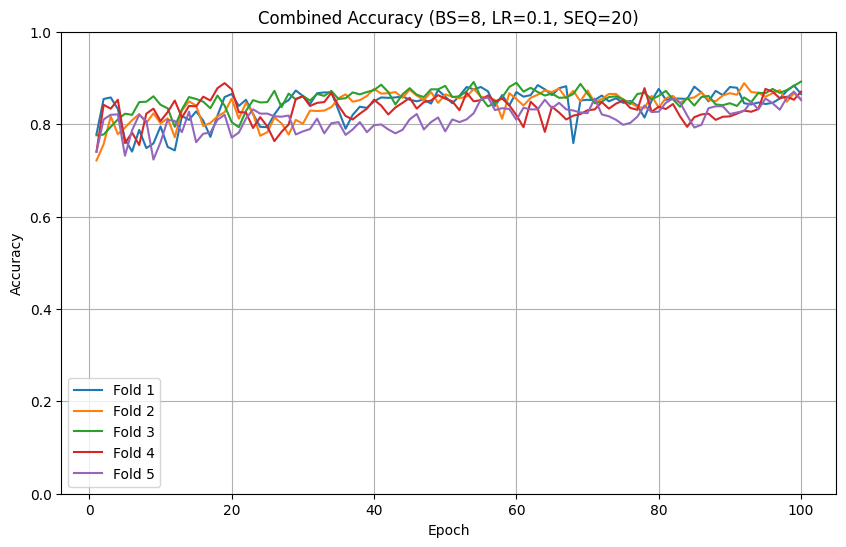 Combined Accuracy (BS=8, LR=0.1, SEQ=20)
1.0
0.8
0.6
0.4
0.2
0.0
Accuracy
Fold 1
Fold 2
Fold 3
Fold 4
Fold 5
0 20 40 60 80 100
Epoch